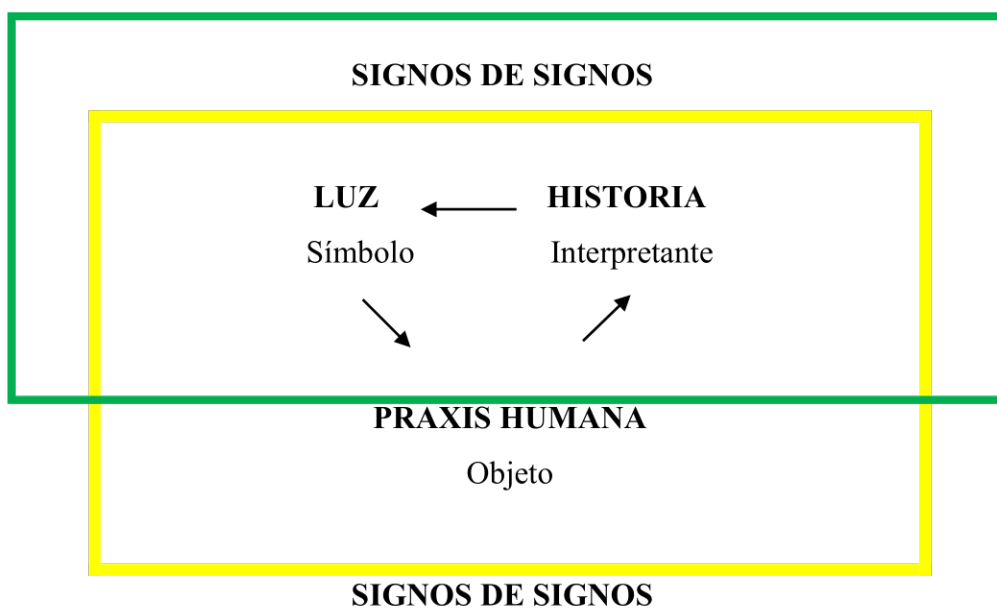 SIGNOS DE SIGNOS
LUZ HISTORIA
Símbolo Interpretante
PRAXIS HUMANA
Objeto
SIGNOS DE SIGNOS